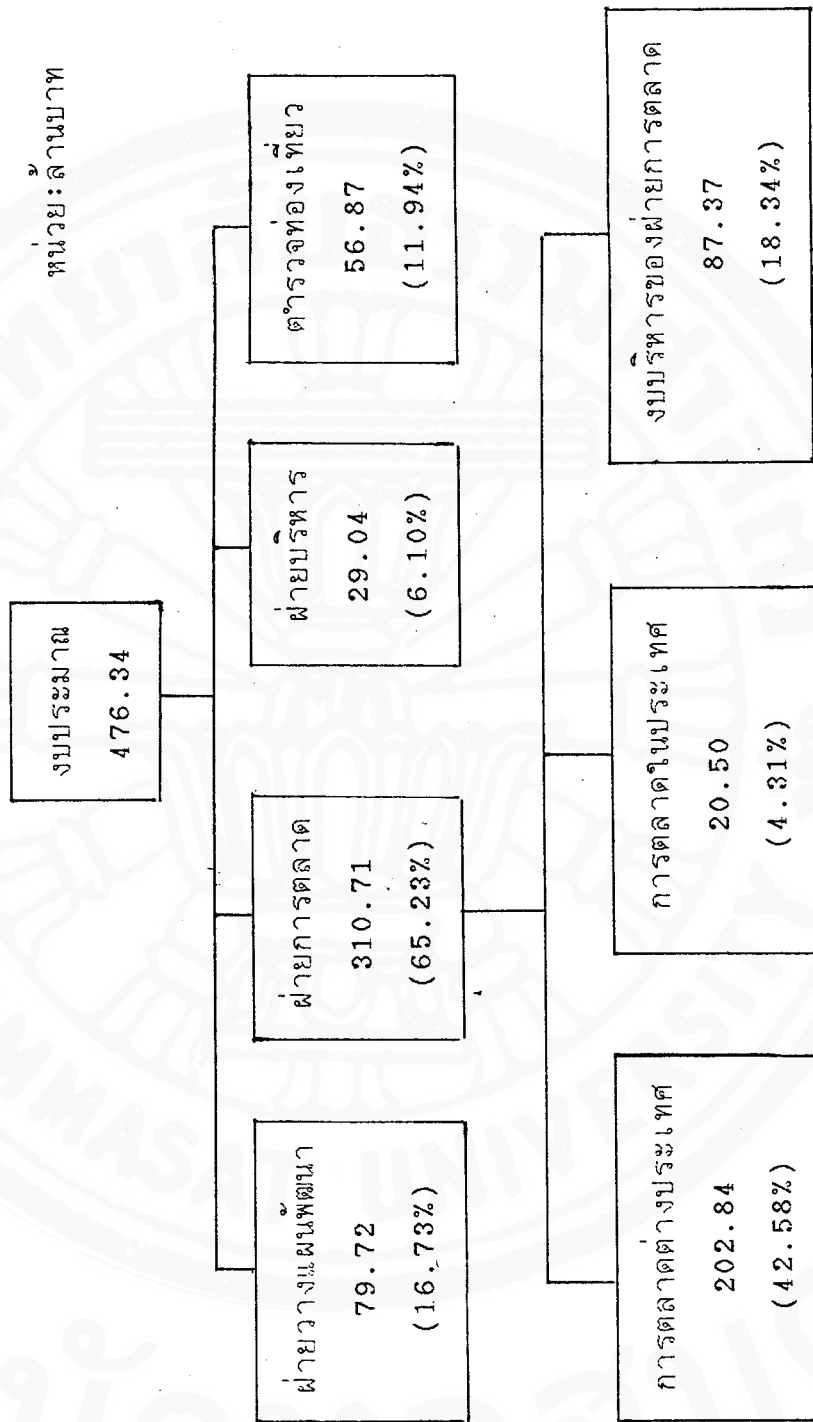 หน่วย:ล้านบาท
งบประมาณ
476.34
ฝ่ายวางแผนพัฒนา
79.72
(16.73%)
ฝ่ายการตลาด
310.71
(65.23%)
ฝ่ายบริหาร
29.04
(6.10%)
ตำรวจท่องเที่ยว
56.87
(11.94%)
การตลาดต่างประเทศ
202.84
(42.58%)
การตลาดในประเทศ
20.50
(4.31%)
งบบริหารของฝ่ายการตลาด
87.37
(18.34%)
THAMMASAT UNIVERSITY